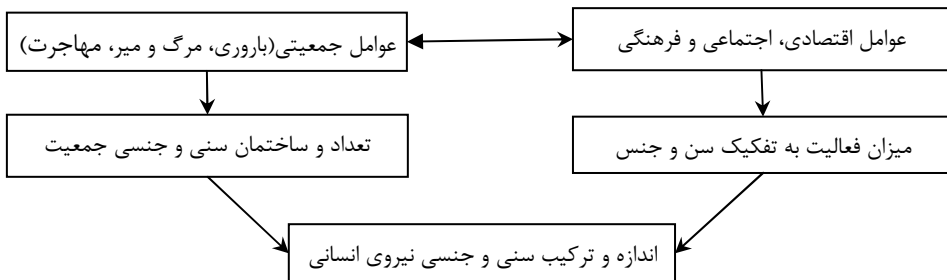 عوامل اقتصادی، اجتماعی و فرهنگی
عوامل جمعیتی(باروری، مرگ و میر، مهاجرت)
میزان فعالیت به تفکیک سن و جنس
تعداد و ساختمان سنی و جنسی جمعیت
اندازه و ترکیب سنی و جنسی نیروی انسانی